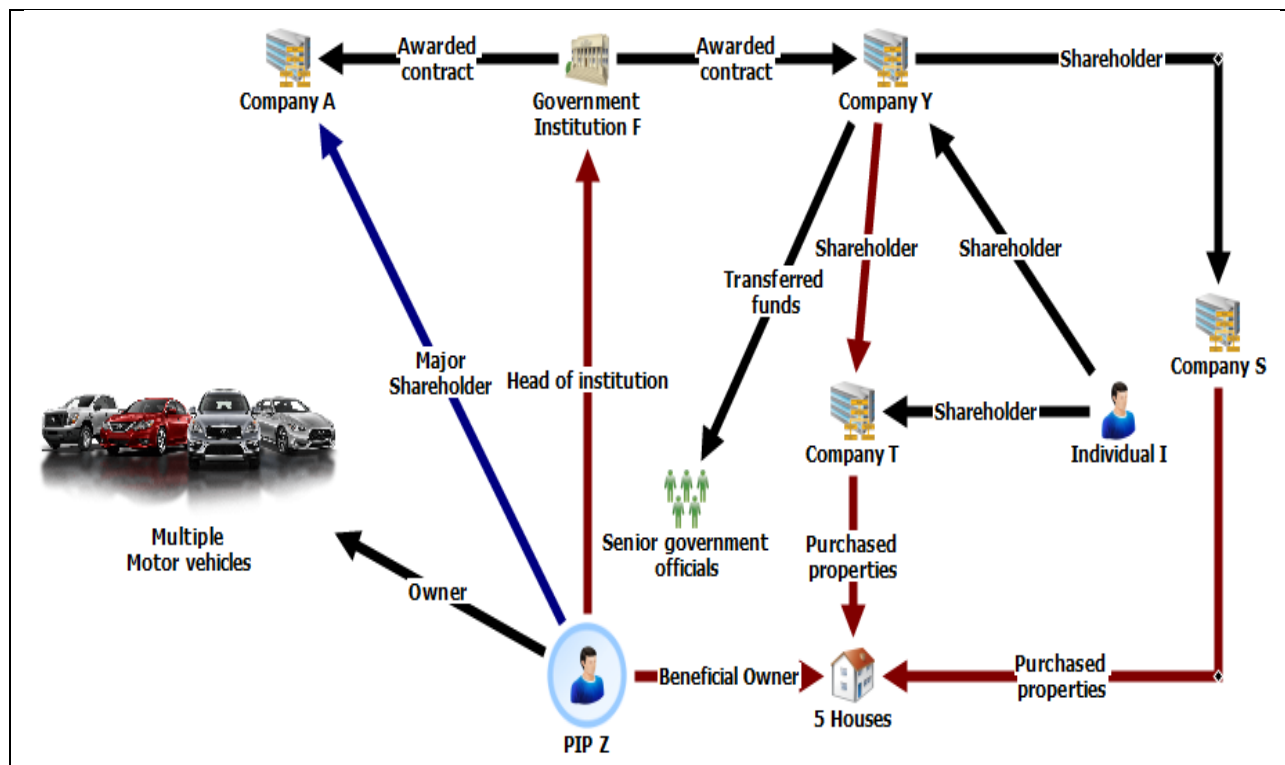 Awarded
contract
Awarded
contract
Shareholder
Company A
Government
Institution F
Company Y
Shareholder
Shareholder
Transferred
funds
Major
Shareholder
Head of institution
Company S
Shareholder
Company T
Individual I
Multiple
Motor vehicles
Senior government
officials
Purchased
properties
Owner
Beneficial Owner
Purchased
properties
5 Houses
PIP Z